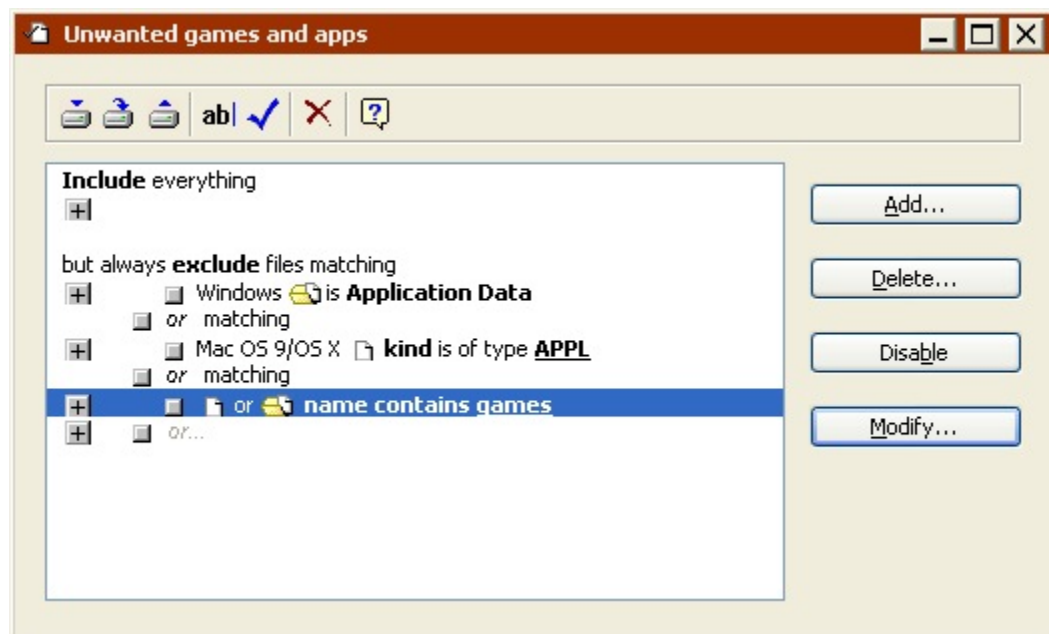 Unwanted games and apps
ab|
Include everything
but always exclude files matching
Windows is Application Data
or matching
Mac OS 9/OS X kind is of type APPL
or matching
or name contains games
or...
Add...
Delete...
Disable
Modify...